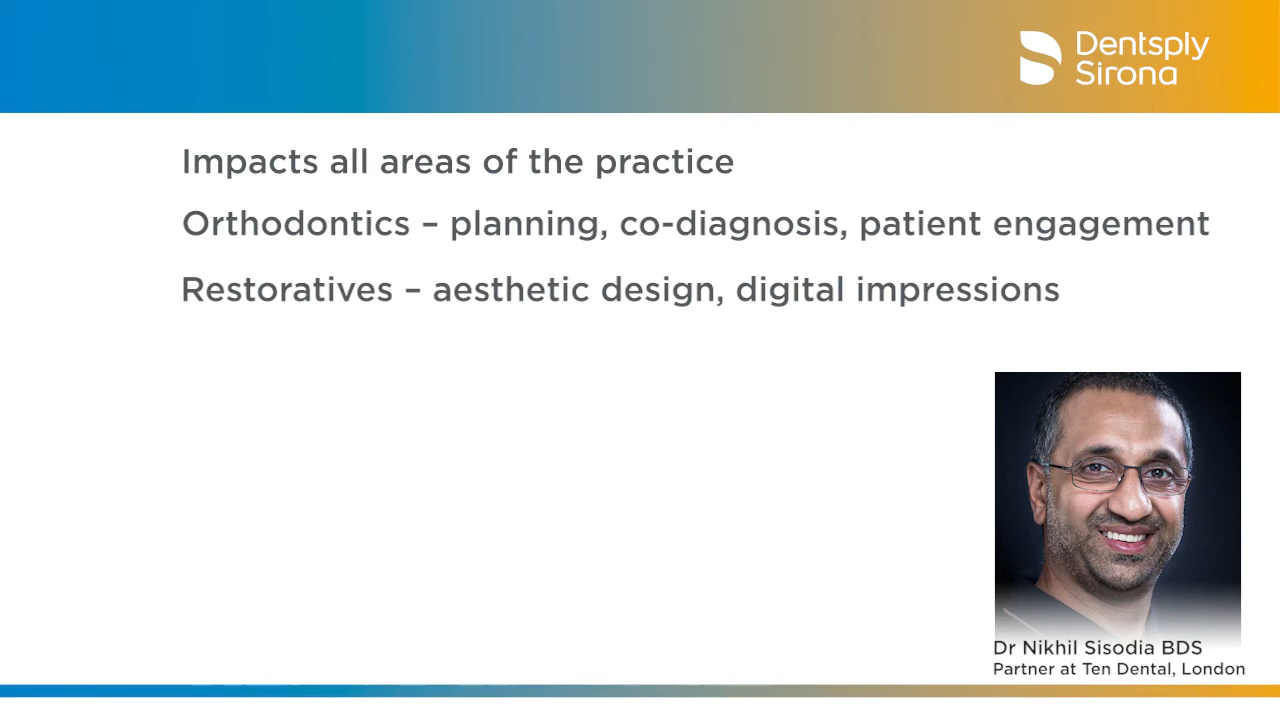 Dentsply
Sirona
Impacts all areas of the practice
Orthodontics – planning, co-diagnosis, patient engagement
Restoratives – aesthetic design, digital impressions
Dr Nikhil Sisodia BDS
Partner at Ten Dental, London